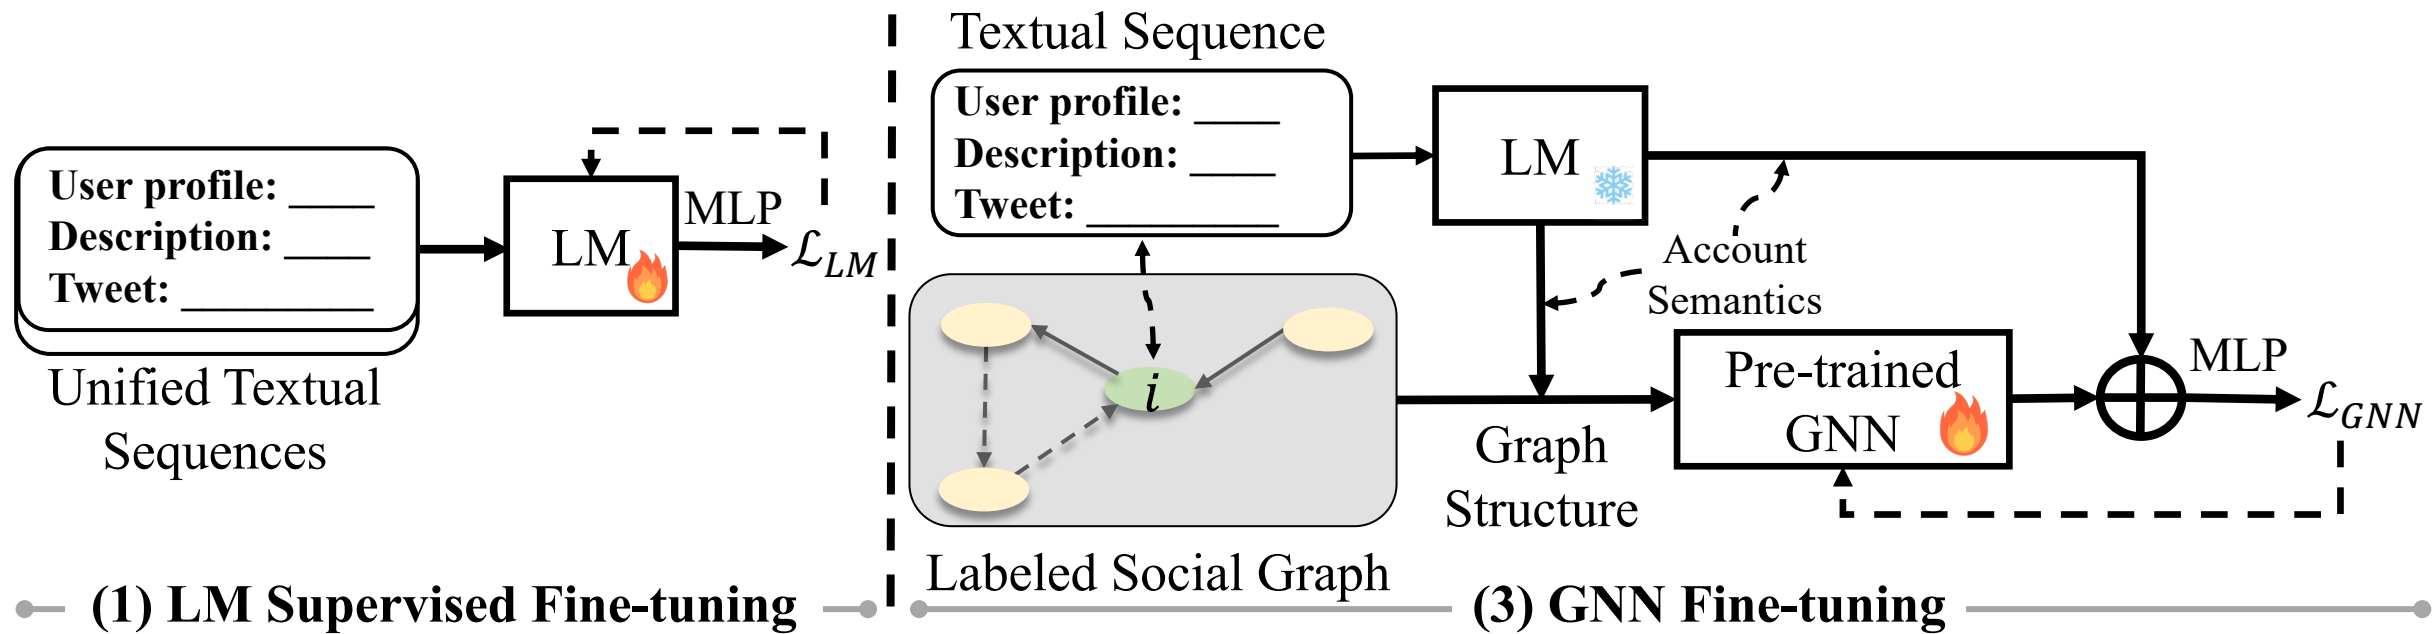 User profile: ____
Description: ____
Tweet: _________
Unified Textual
Sequences
LM
MLP
ℒ_LM
(1) LM Supervised Fine-tuning
Textual Sequence
User profile: ____
Description: ____
Tweet: _________
LM
Account
Semantics
i
Labeled Social Graph
Graph
Structure
Pre-trained
GNN
MLP
ℒ_GNN
(3) GNN Fine-tuning